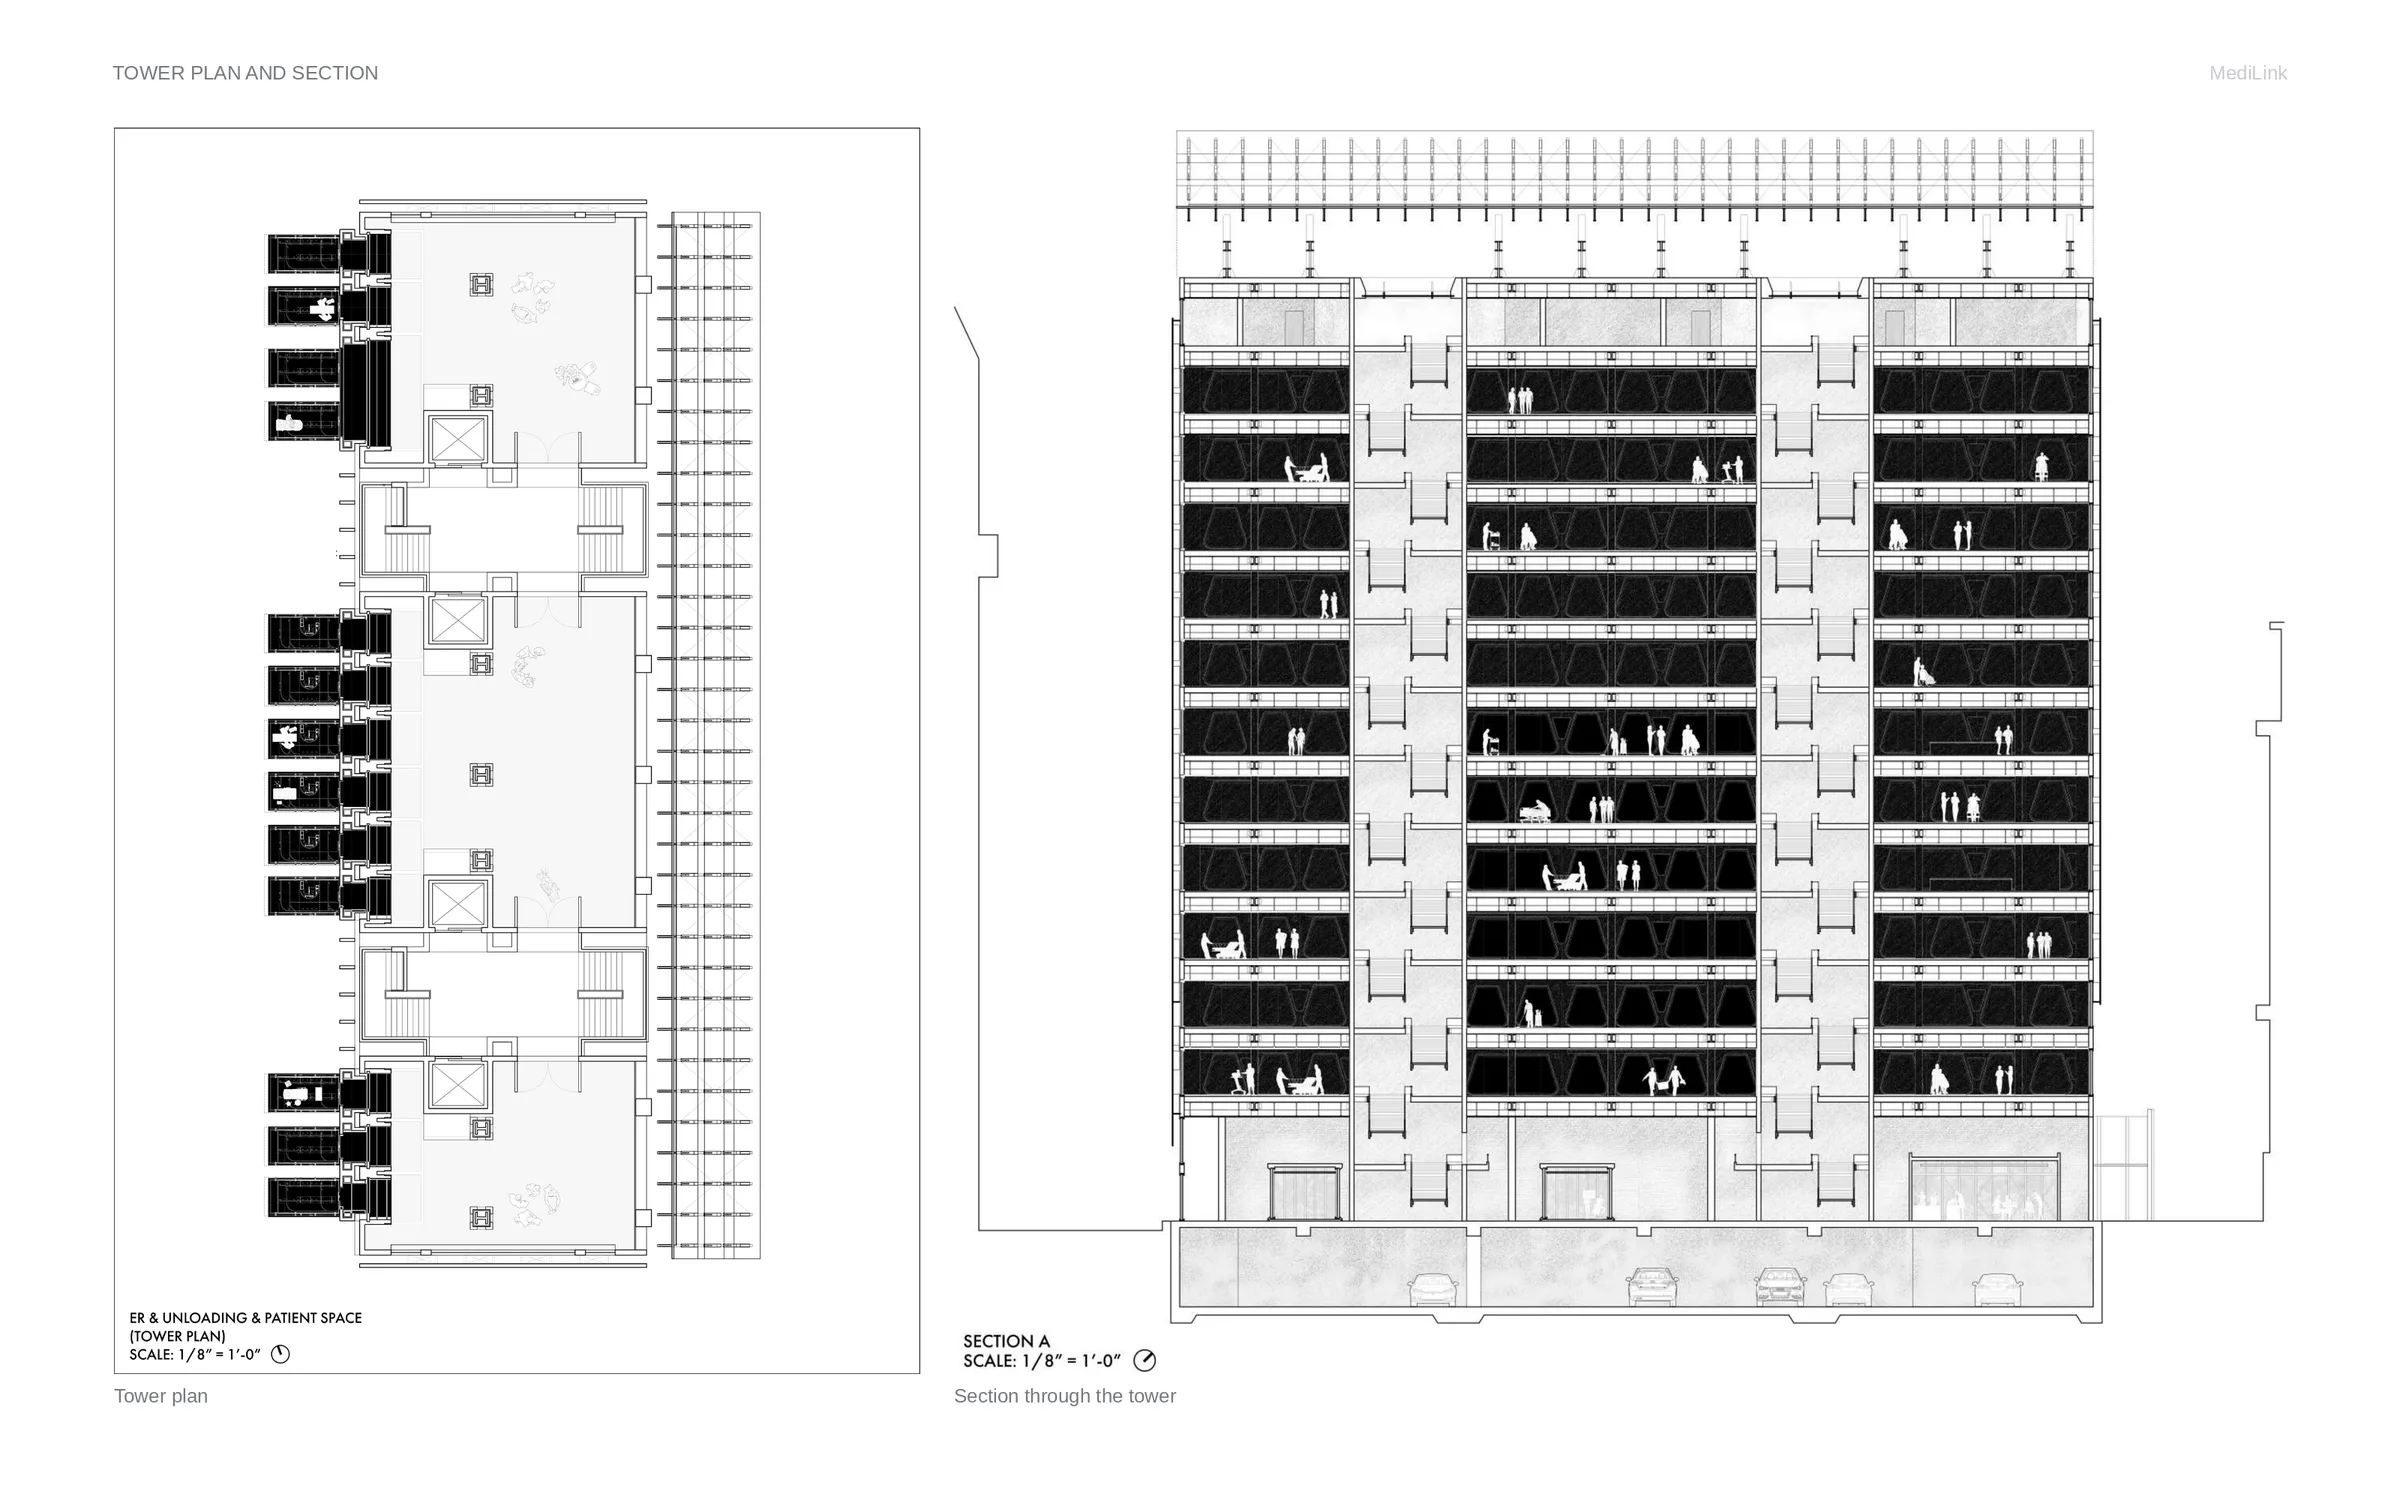 TOWER PLAN AND SECTION
MediLink
ER & UNLOADING & PATIENT SPACE
(TOWER PLAN)
SCALE: 1/8” = 1’-0”
Tower plan
SECTION A
SCALE: 1/8” = 1’-0”
Section through the tower